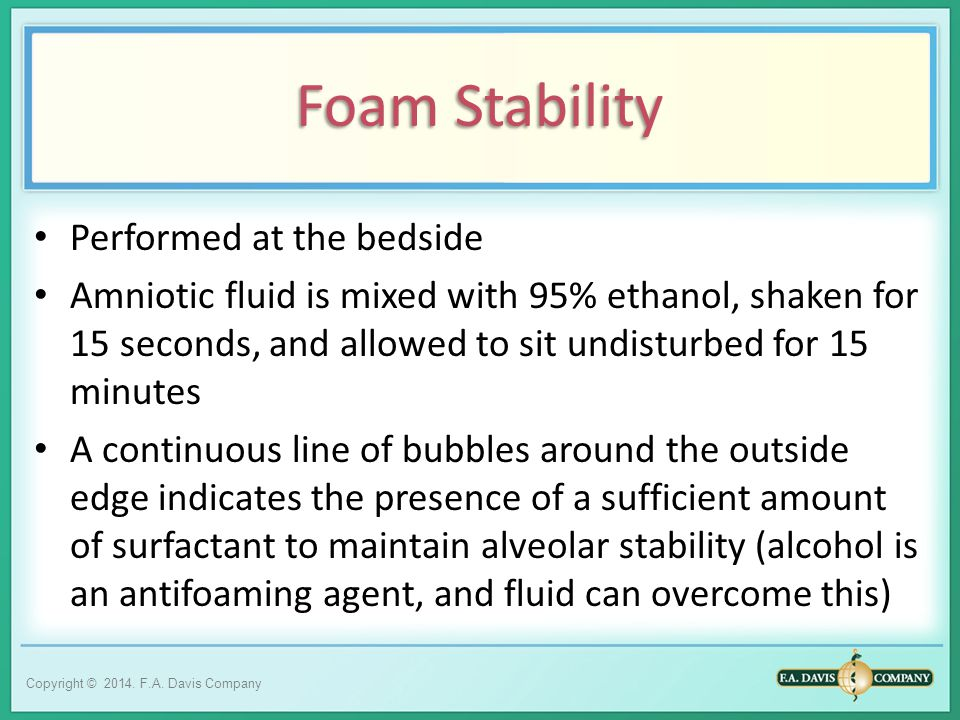 Foam Stability
• Performed at the bedside
• Amniotic fluid is mixed with 95% ethanol, shaken for
15 seconds, and allowed to sit undisturbed for 15
minutes
• A continuous line of bubbles around the outside
edge indicates the presence of a sufficient amount
of surfactant to maintain alveolar stability (alcohol is
an antifoaming agent, and fluid can overcome this)
Copyright © 2014. F.A. Davis Company
F.A. DAVIS COMPANY